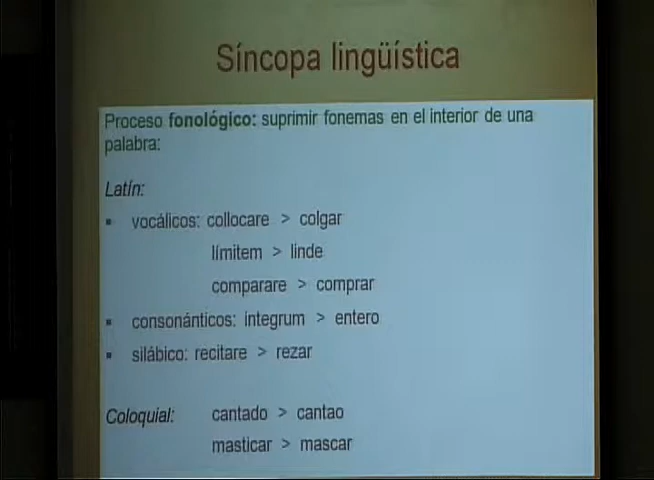 Síncopa lingüística
Proceso fonológico: suprimir fonemas en el interior de una
palabra:
Latín:
▪ vocálicos: collocare > colgar
límitem > linde
comparare > comprar
▪ consonánticos: integrum > entero
▪ silábico: recitare > rezar
Coloquial: cantado > cantao
masticar > mascar